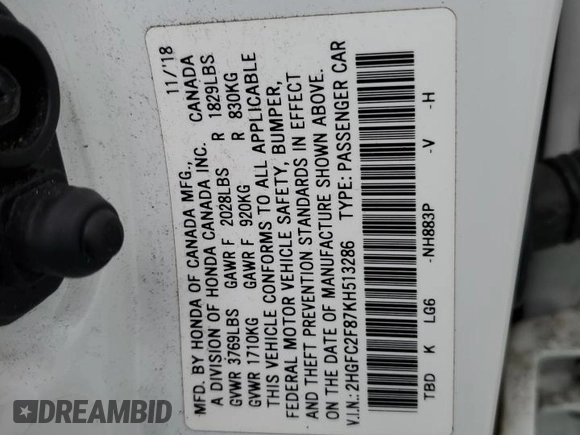 11/'18
MFD. BY HONDA OF CANADA MFG., CANADA
A DIVISION OF HONDA CANADA INC.
GVWR 3769LBS GAWR F 2028LBS R 1829LBS
GVWR 1710KG GAWR F 920KG R 830KG
THIS VEHICLE CONFORMS TO ALL APPLICABLE
FEDERAL MOTOR VEHICLE SAFETY, BUMPER,
AND THEFT PREVENTION STANDARDS IN EFFECT
ON THE DATE OF MANUFACTURE SHOWN ABOVE.
V.I.N.: 2HGFC2F87KH513286 TYPE: PASSENGER CAR
TBD K LG6 -NH883P -V -H
DREAMBID